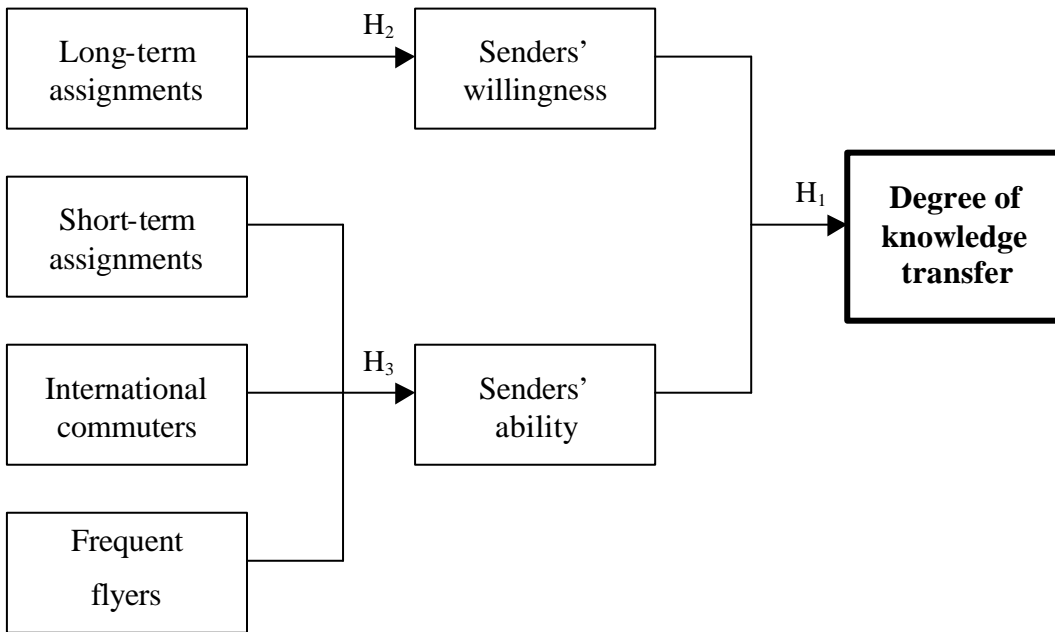 H₂
Long-term
assignments
Senders’
willingness
Short-term
assignments
H₁
Degree of
knowledge
transfer
International
commuters
H₃
Senders’
ability
Frequent
flyers